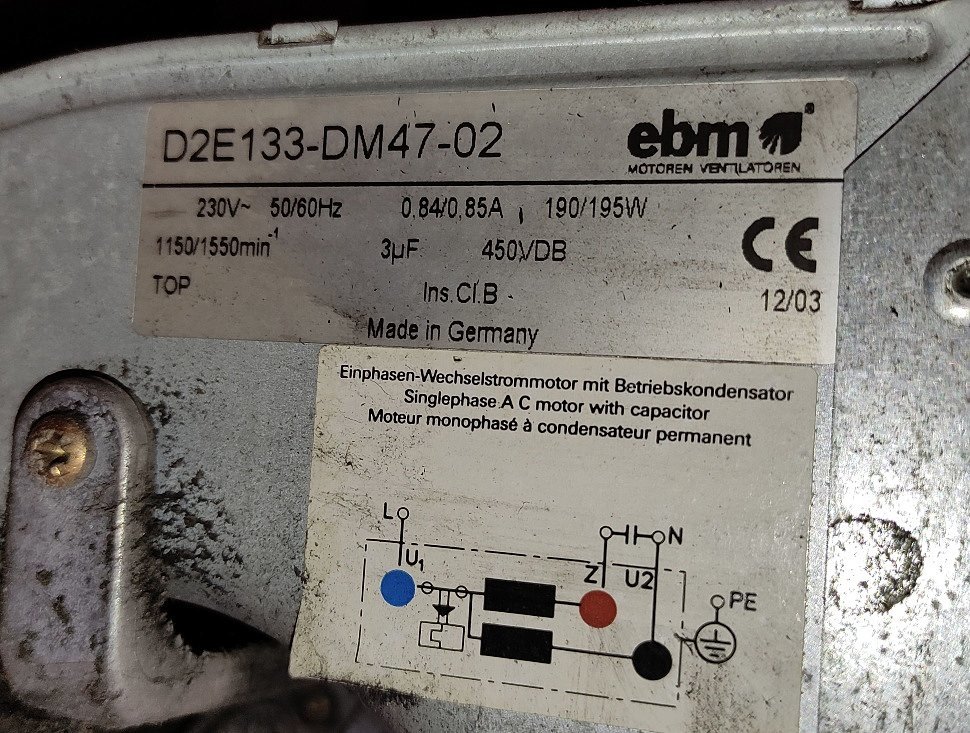 D2E133-DM47-02
ebm
MOTOREN VENTILATOREN
230V~ 50/60Hz 0,84/0,85A 190/195W
1150/1550min-1 3µF 450VDB
CE
TOP Ins.Cl.B 12/03
Made in Germany
Einphasen-Wechselstrommotor mit Betriebskondensator
Singlephase A C motor with capacitor
Moteur monophasé à condensateur permanent
L N
U1 Z U2
PE